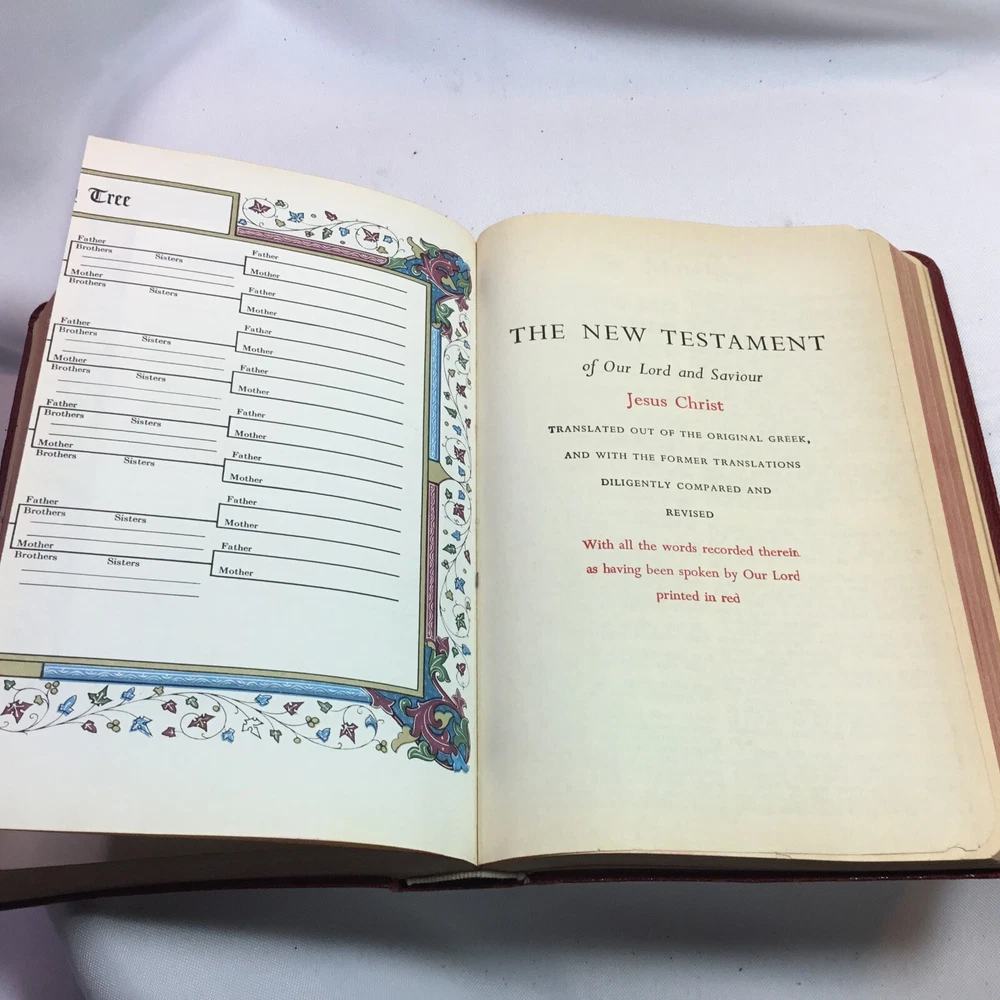 Tree
Father
Brothers Sisters
Mother
Brothers Sisters
Father
Brothers Sisters
Mother
Brothers Sisters
Father
Brothers Sisters
Mother
Brothers Sisters
Father
Brothers Sisters
Mother
Brothers Sisters
Father
Mother
Father
Mother
Father
Mother
Father
Mother
Father
Mother
Father
Mother
Father
Mother
Father
Mother
THE NEW TESTAMENT
of Our Lord and Saviour
Jesus Christ
TRANSLATED OUT OF THE ORIGINAL GREEK,
AND WITH THE FORMER TRANSLATIONS
DILIGENTLY COMPARED AND
REVISED
With all the words recorded therein
as having been spoken by Our Lord
printed in red